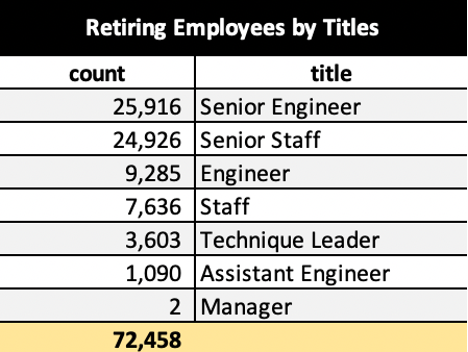 Retiring Employees by Titles
count title
25,916 Senior Engineer
24,926 Senior Staff
9,285 Engineer
7,636 Staff
3,603 Technique Leader
1,090 Assistant Engineer
2 Manager
72,458